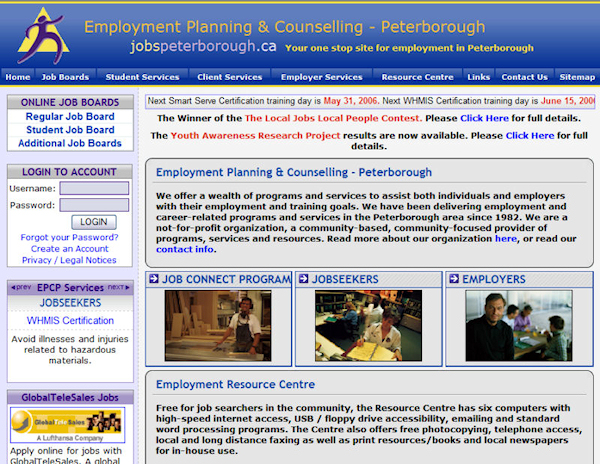 Employment Planning & Counselling - Peterborough
jobspeterborough.ca Your one stop site for employment in Peterborough
Home Job Boards Student Services Client Services Employer Services Resource Centre Links Contact Us Sitemap
ONLINE JOB BOARDS
Regular Job Board
Student Job Board
Additional Job Boards
LOGIN TO ACCOUNT
Username:
Password:
LOGIN
Forgot your Password?
Create an Account
Privacy / Legal Notices
prev EPCP Services next
JOBSEEKERS
WHMIS Certification
Avoid illnesses and injuries
related to hazardous
materials.
GlobalTeleSales Jobs
Global TeleSales
A Lufthansa Company
Apply online for jobs with
GlobalTeleSales. A global
Next Smart Serve Certification training day is May 31, 2006. Next WHMIS Certification training day is June 15, 200
The Winner of the The Local Jobs Local People Contest. Please Click Here for full details.
The Youth Awareness Research Project results are now available. Please Click Here for full
details.
Employment Planning & Counselling - Peterborough
We offer a wealth of programs and services to assist both individuals and employers
with their employment and training goals. We have been delivering employment and
career-related programs and services in the Peterborough area since 1982. We are a
not-for-profit organization, a community-based, community-focused provider of
programs, services and resources. Read more about our organization here, or read our
contact info.
JOB CONNECT PROGRAM
JOBSEEKERS
EMPLOYERS
Employment Resource Centre
Free for job searchers in the community, the Resource Centre has six computers with
high-speed internet access, USB / floppy drive accessibility, emailing and standard
word processing programs. The Centre also offers free photocopying, telephone access,
local and long distance faxing as well as print resources/books and local newspapers
for in-house use.